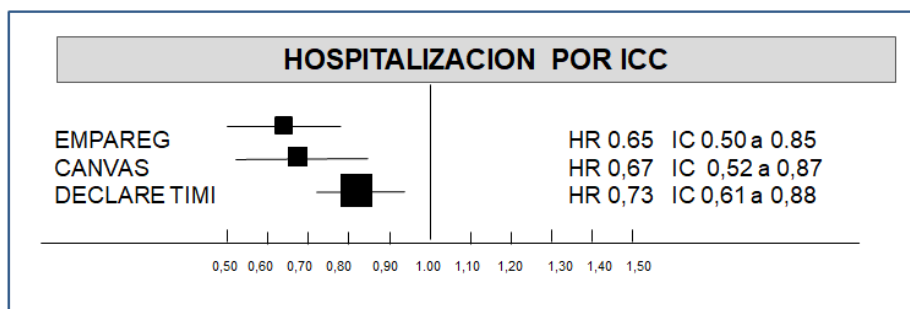 HOSPITALIZACION POR ICC
EMPAREG HR 0.65 IC 0.50 a 0.85
CANVAS HR 0,67 IC 0,52 a 0,87
DECLARE TIMI HR 0,73 IC 0,61 a 0,88
0,50 0,60 0,70 0,80 0,90 1.00 1,10 1,20 1,30 1,40 1,50